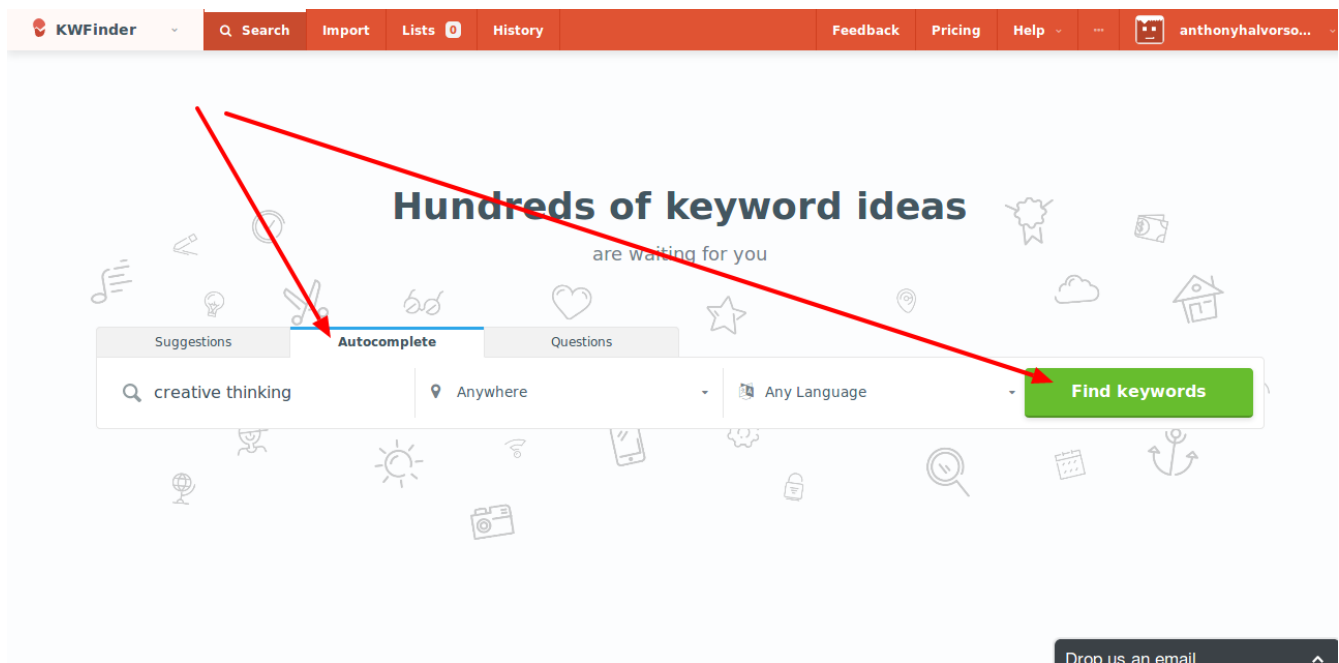 KWFinder Search Import Lists 0 History Feedback Pricing Help anthonyhalvorso...
Hundreds of keyword ideas
are waiting for you
Suggestions Autocomplete Questions
creative thinking Anywhere Any Language Find keywords
Drop us an email